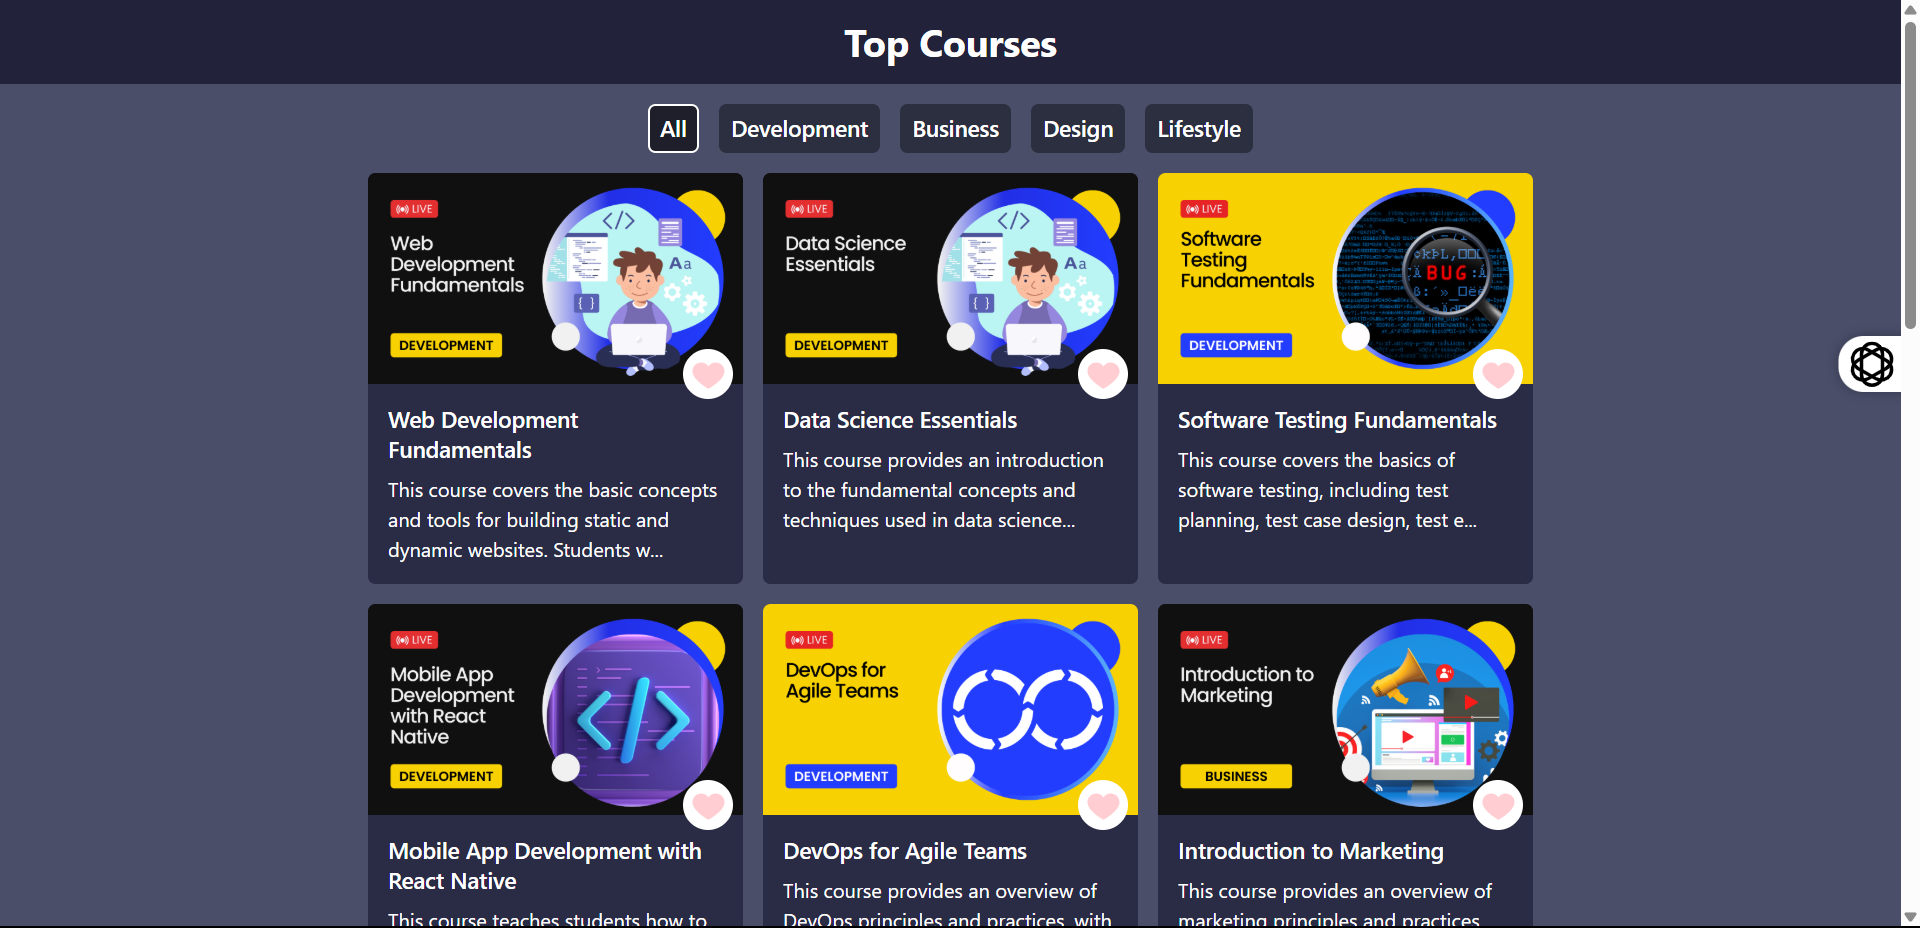 Top Courses
All
Development
Business
Design
Lifestyle
LIVE
Web
Development
Fundamentals
DEVELOPMENT
Aa
Web Development
Fundamentals
This course covers the basic concepts
and tools for building static and
dynamic websites. Students w...
LIVE
Data Science
Essentials
DEVELOPMENT
Aa
Data Science Essentials
This course provides an introduction
to the fundamental concepts and
techniques used in data science...
LIVE
Software
Testing
Fundamentals
DEVELOPMENT
BUG
Software Testing Fundamentals
This course covers the basics of
software testing, including test
planning, test case design, test e...
LIVE
Mobile App
Development
with React
Native
DEVELOPMENT
Mobile App Development with
React Native
This course teaches students how to
LIVE
DevOps for
Agile Teams
DEVELOPMENT
DevOps for Agile Teams
This course provides an overview of
DevOps principles and practices, with
LIVE
Introduction to
Marketing
BUSINESS
Introduction to Marketing
This course provides an overview of
marketing principles and practices